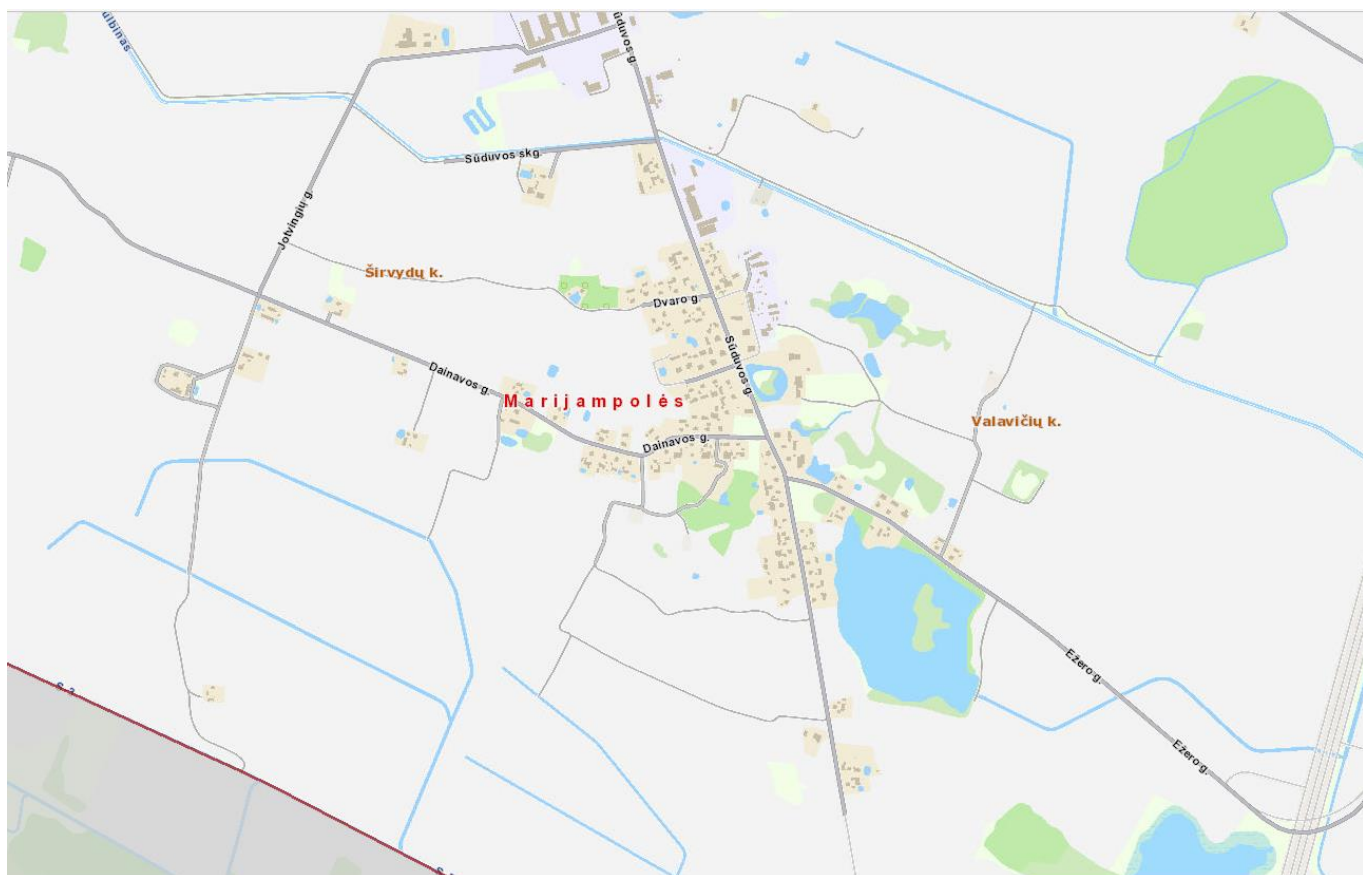 Sūduvos g.
Sūduvos skg.
Jotvingių g.
Širvydų k.
Dvaro g.
Sūduvos g.
Dainavos g.
Marijampolės
Valavičių k.
Dainavos g.
Ežero g.
Ežero g.